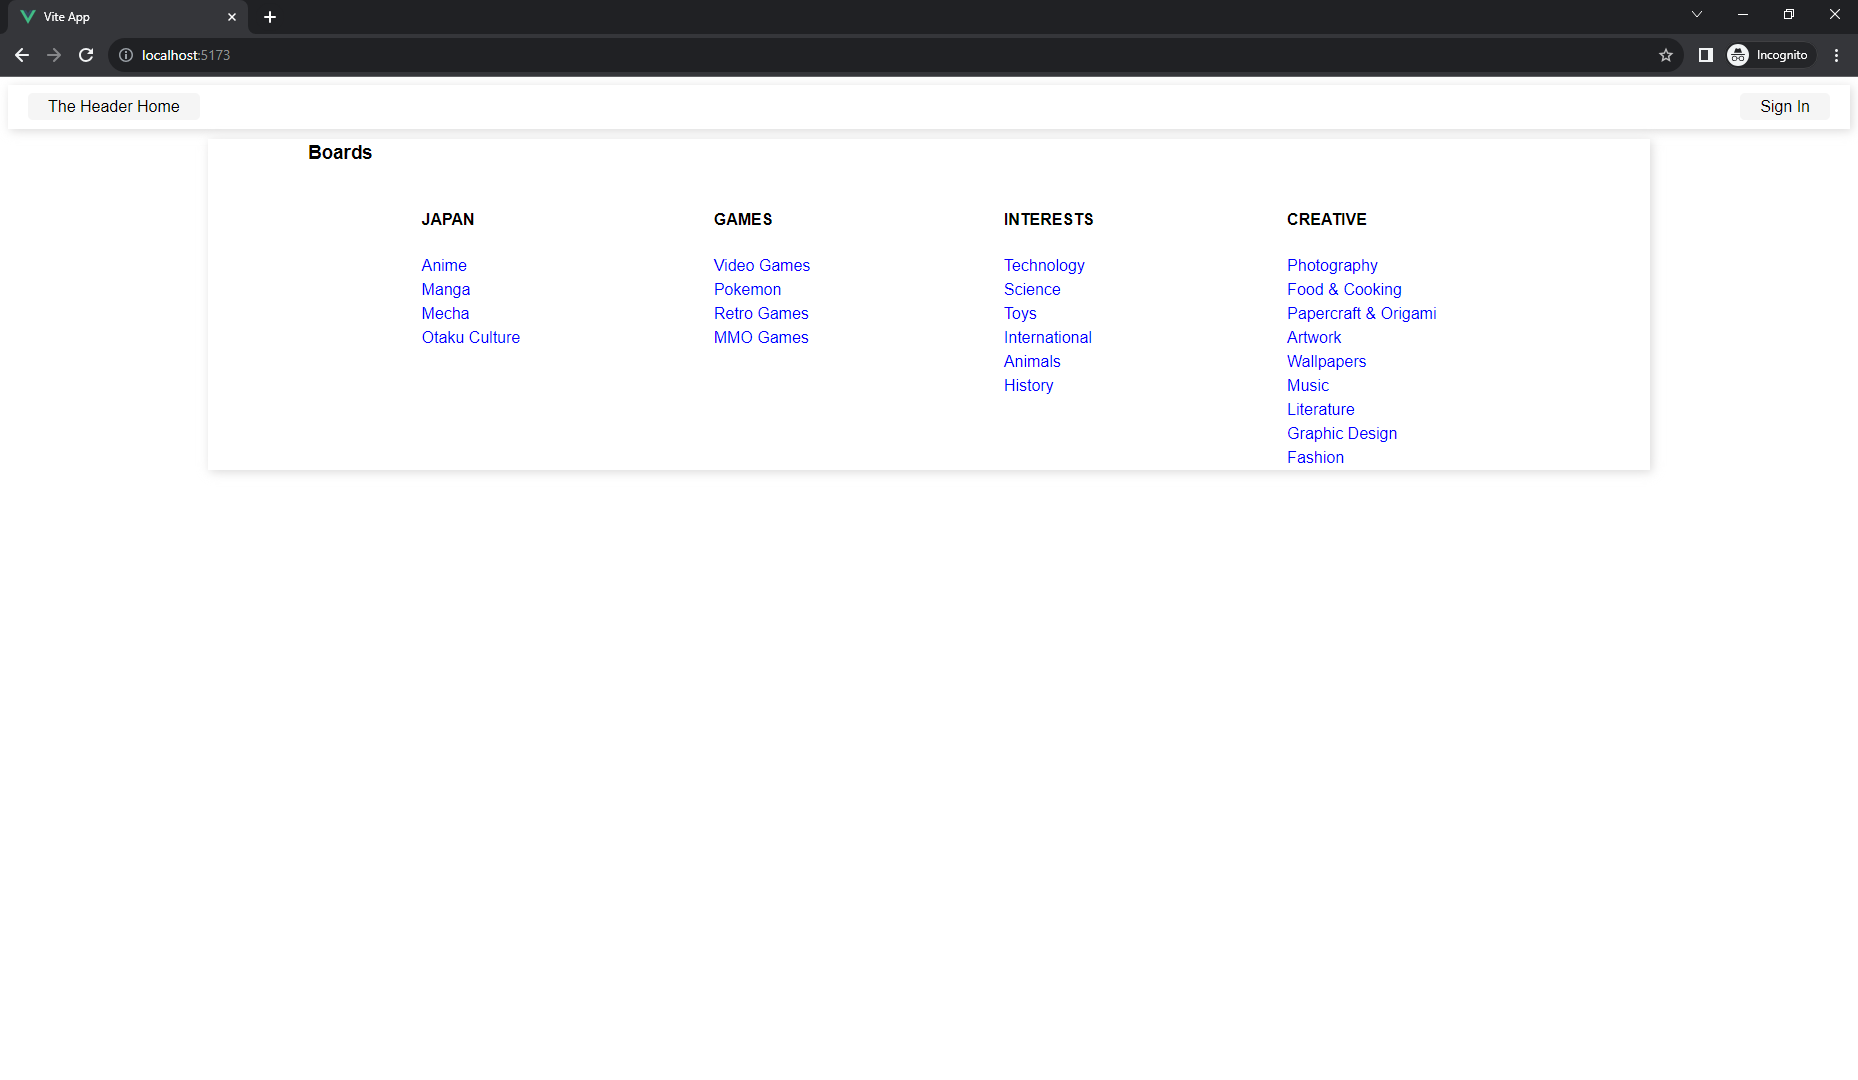 Vite App
localhost:5173
Incognito
The Header Home
Sign In
Boards
JAPAN
Anime
Manga
Mecha
Otaku Culture
GAMES
Video Games
Pokemon
Retro Games
MMO Games
INTERESTS
Technology
Science
Toys
International
Animals
History
CREATIVE
Photography
Food & Cooking
Papercraft & Origami
Artwork
Wallpapers
Music
Literature
Graphic Design
Fashion